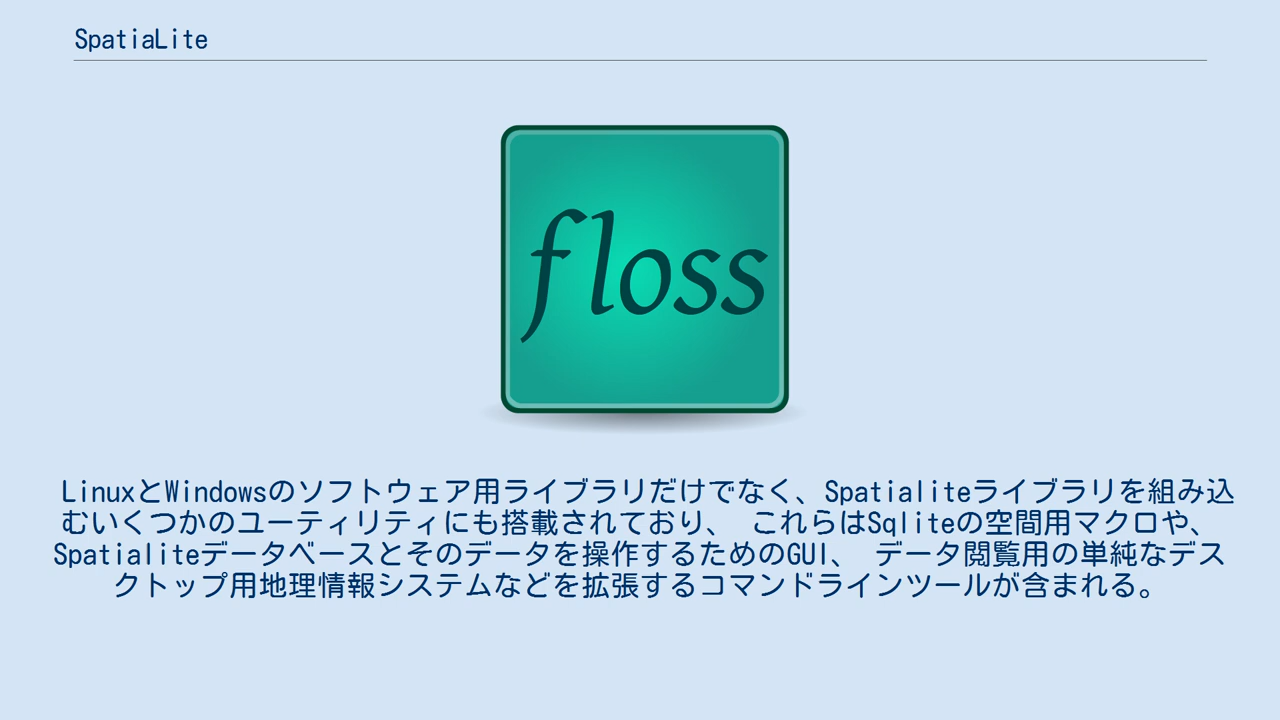 SpatiaLite
floss
LinuxとWindowsのソフトウェア用ライブラリだけでなく、Spatialiteライブラリを組み込
むいくつかのユーティリティにも搭載されており、 これらはSqliteの空間用マクロや、
Spatialiteデータベースとそのデータを操作するためのGUI、 データ閲覧用の単純なデス
クトップ用地理情報システムなどを拡張するコマンドラインツールが含まれる。